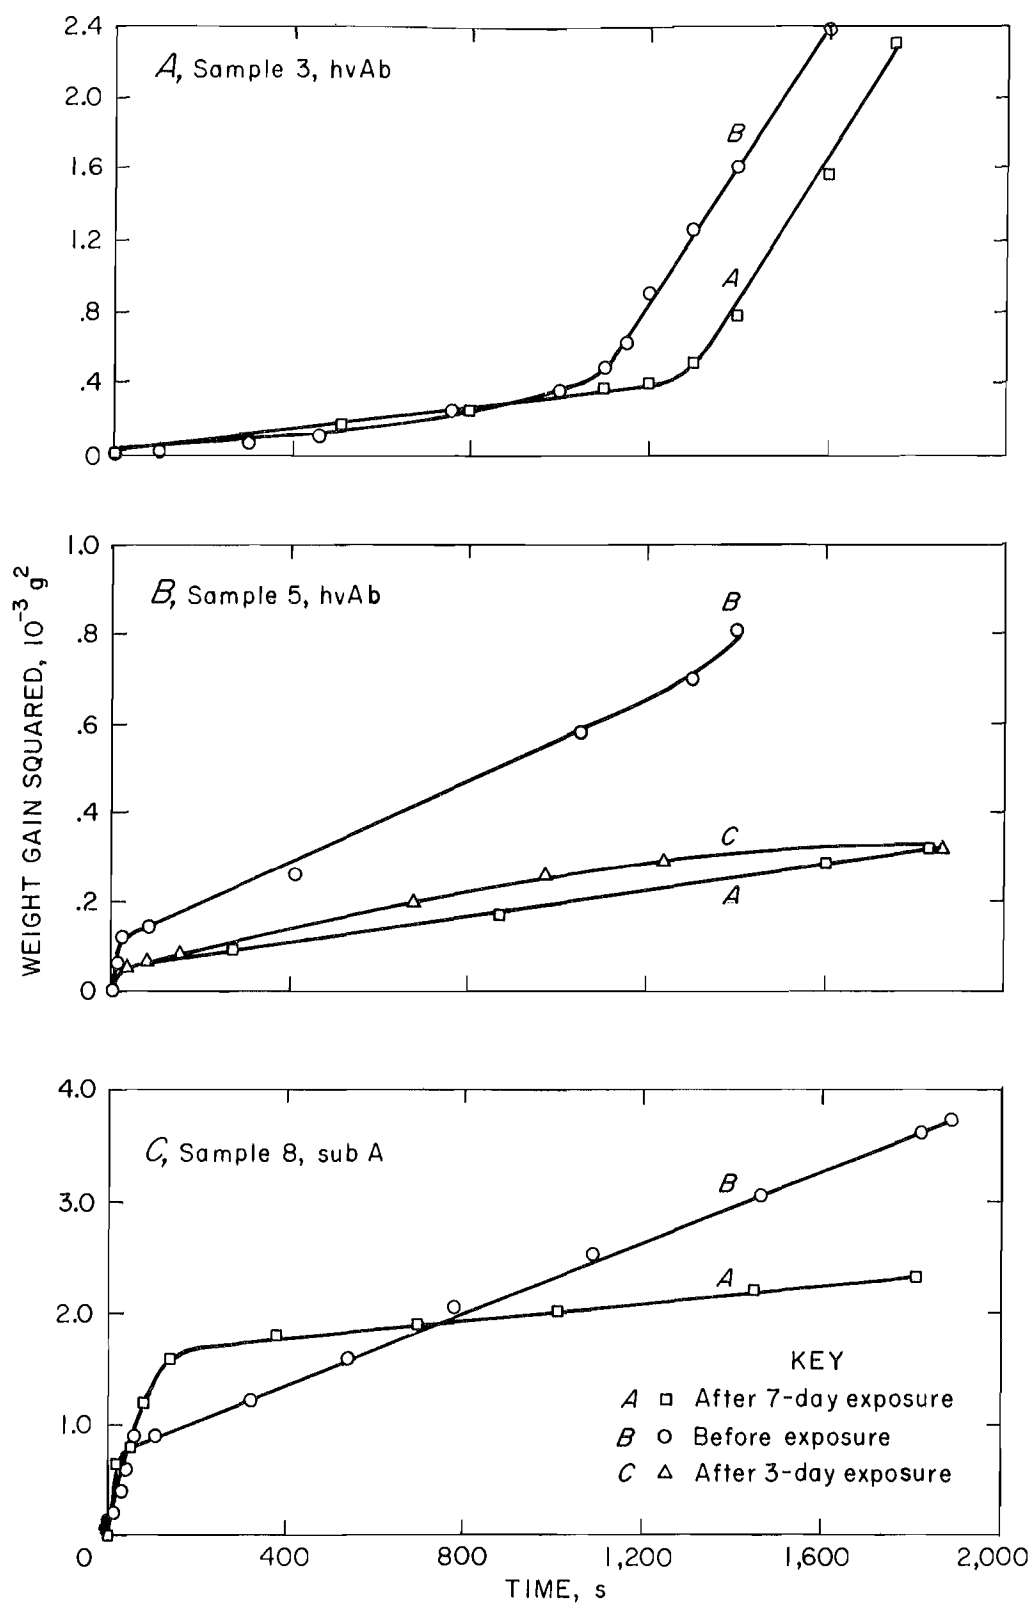 2.4
A, Sample 3, hvAb
2.0
B
1.6
1.2
A
.8
.4
0
WEIGHT GAIN SQUARED, 10⁻³ g²
1.0
B, Sample 5, hvAb
B
.8
.6
.4
C
.2
A
0
4.0
C, Sample 8, sub A
B
3.0
A
2.0
KEY
A □ After 7-day exposure
1.0
B ○ Before exposure
C △ After 3-day exposure
0 400 800 1,200 1,600 2,000
TIME, s